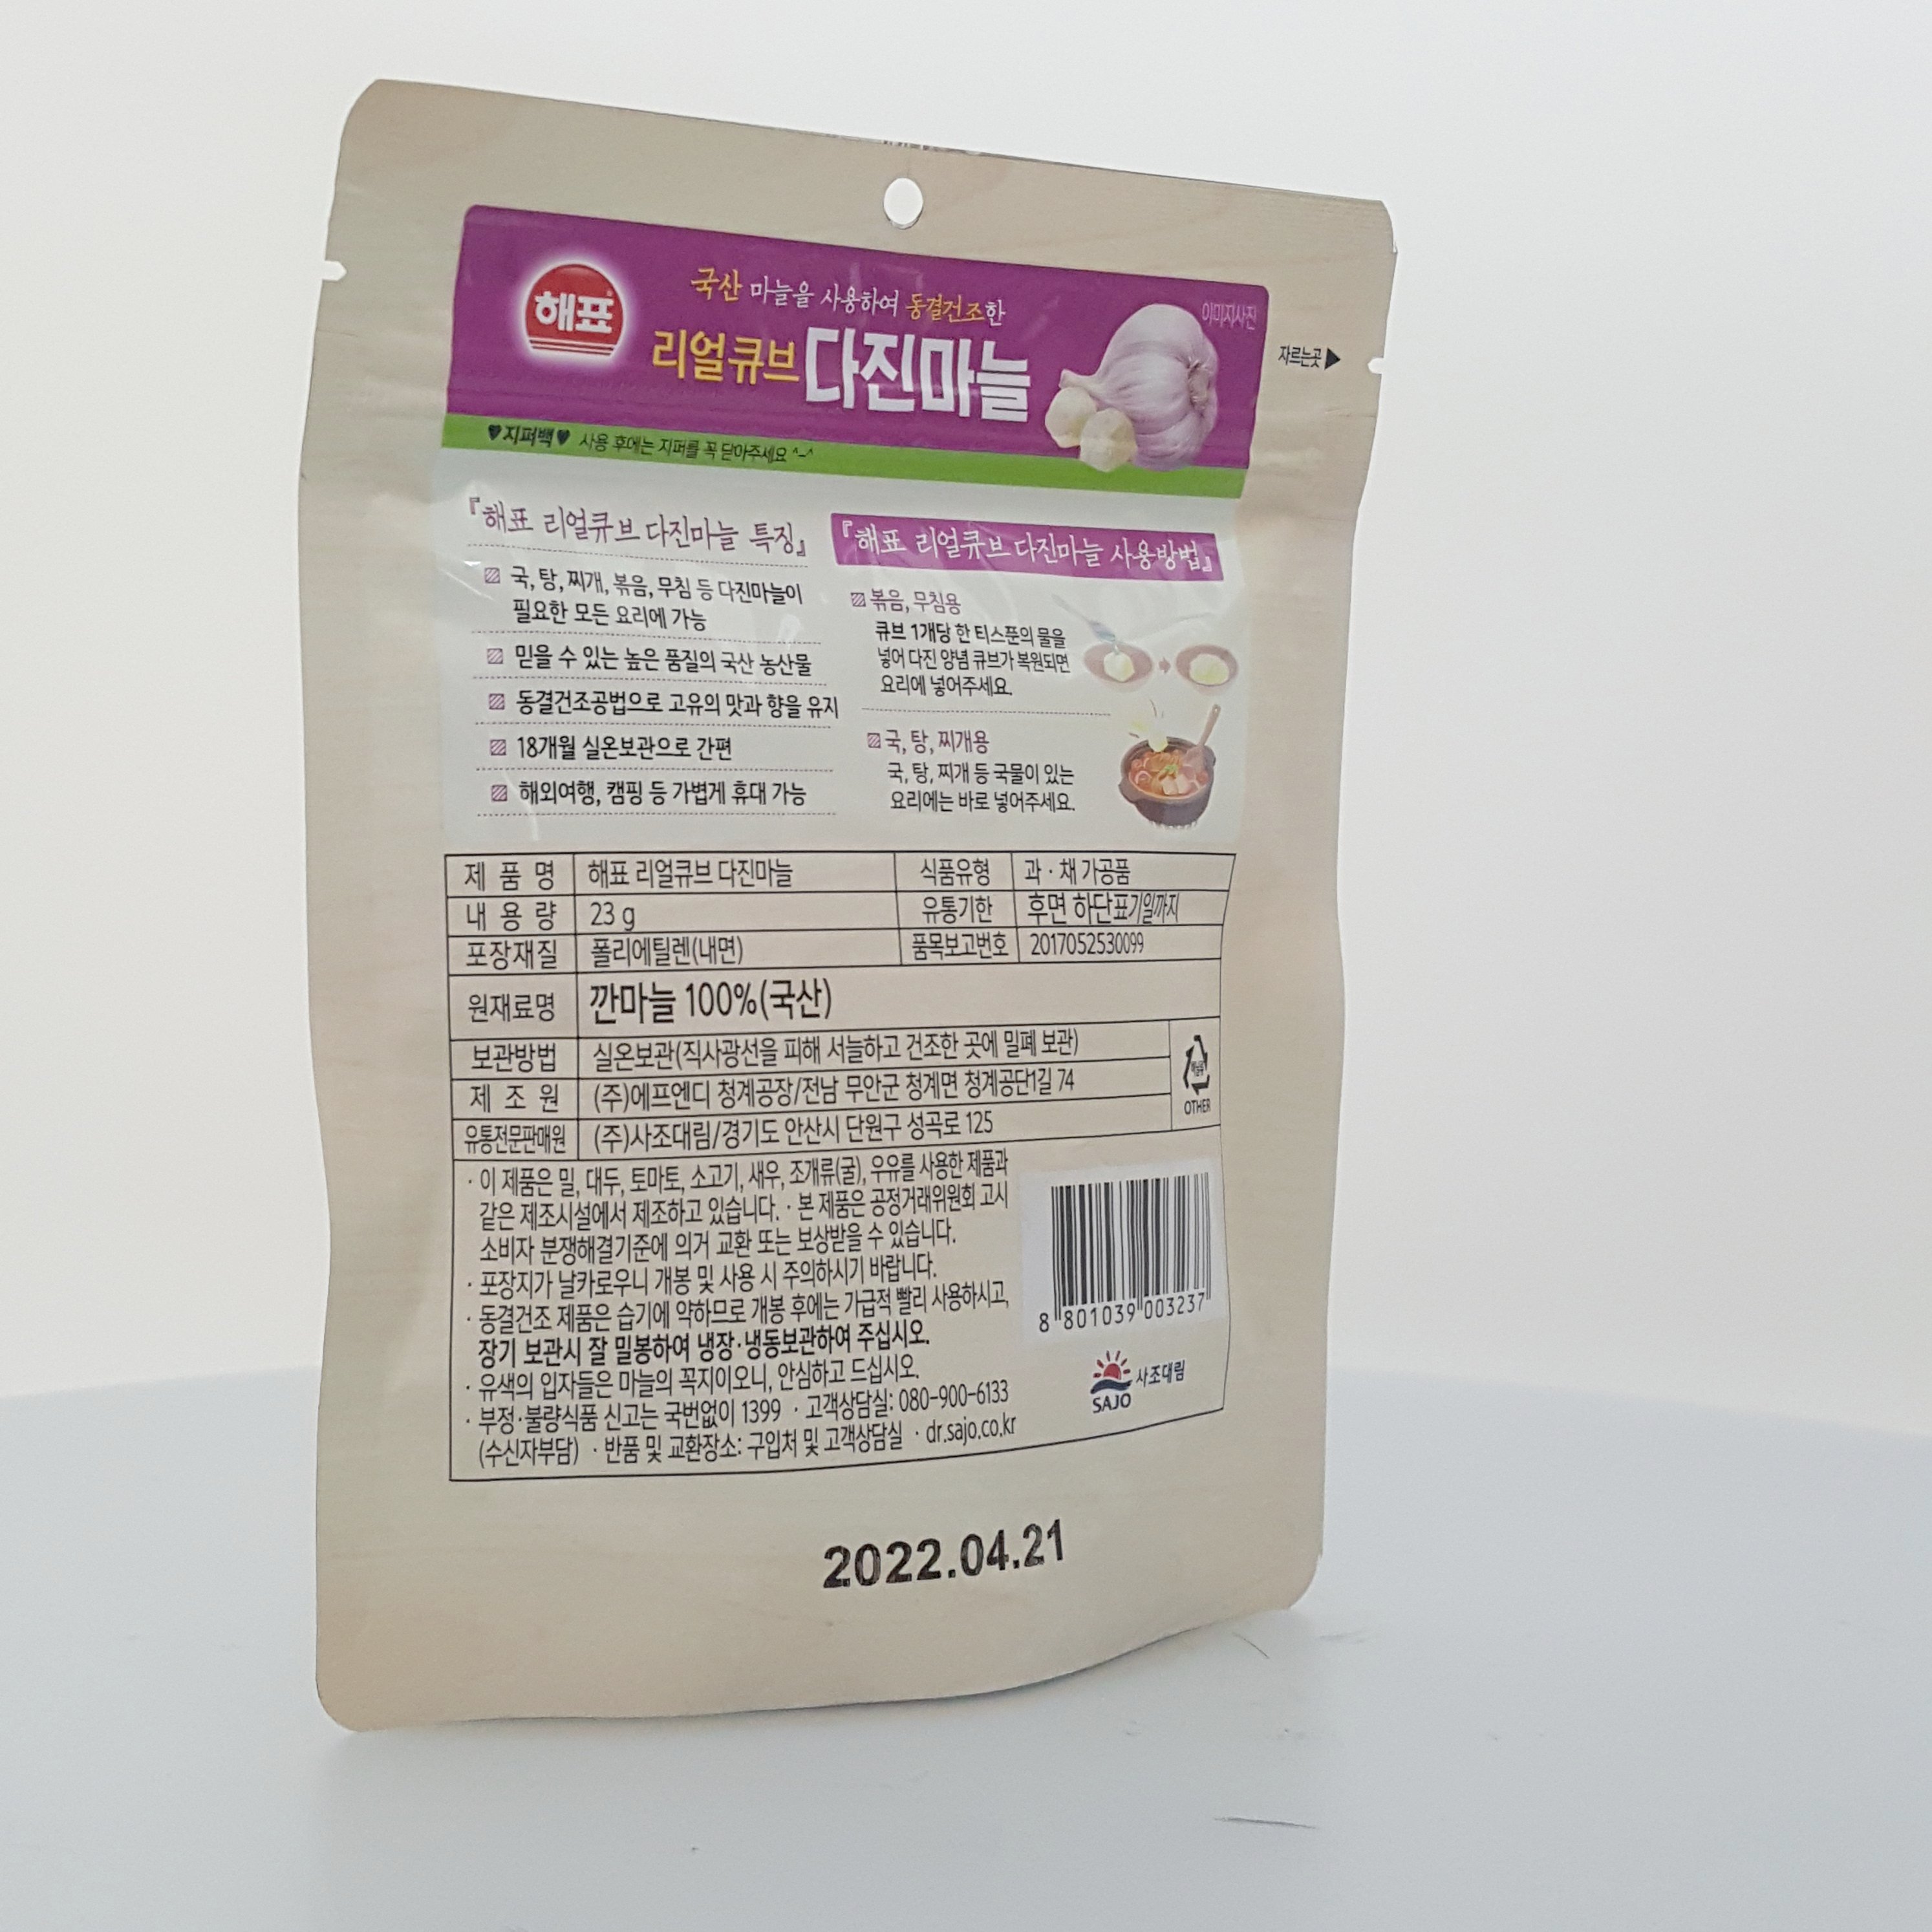 해표
국산 마늘을 사용하여 동결건조한
리얼큐브 다진마늘
이미지사진
자르는곳▶
♥지퍼백♥ 사용 후에는 지퍼를 꼭 닫아주세요 ^-^
『해표 리얼큐브 다진마늘 특징』
국, 탕, 찌개, 볶음, 무침 등 다진마늘이
필요한 모든 요리에 가능
믿을 수 있는 높은 품질의 국산 농산물
동결건조공법으로 고유의 맛과 향을 유지
18개월 실온보관으로 간편
해외여행, 캠핑 등 가볍게 휴대 가능
『해표 리얼큐브 다진마늘 사용방법』
볶음, 무침용
큐브 1개당 한 티스푼의 물을
넣어 다진 양념 큐브가 복원되면
요리에 넣어주세요.
국, 탕, 찌개용
국, 탕, 찌개 등 국물이 있는
요리에는 바로 넣어주세요.
제 품 명 해표 리얼큐브 다진마늘 식품유형 과·채 가공품
내 용 량 23 g 유통기한 후면 하단표기일까지
포장재질 폴리에틸렌(내면) 품목보고번호 2017052530099
원재료명 깐마늘 100%(국산)
보관방법 실온보관(직사광선을 피해 서늘하고 건조한 곳에 밀폐 보관)
제 조 원 (주)에프엔디 청계공장/전남 무안군 청계면 청계공단1길 74
유통전문판매원 (주)사조대림/경기도 안산시 단원구 성곡로 125
OTHER
· 이 제품은 밀, 대두, 토마토, 소고기, 새우, 조개류(굴), 우유를 사용한 제품과
같은 제조시설에서 제조하고 있습니다. · 본 제품은 공정거래위원회 고시
소비자 분쟁해결기준에 의거 교환 또는 보상받을 수 있습니다.
· 포장지가 날카로우니 개봉 및 사용 시 주의하시기 바랍니다.
· 동결건조 제품은 습기에 약하므로 개봉 후에는 가급적 빨리 사용하시고,
장기 보관시 잘 밀봉하여 냉장·냉동보관하여 주십시오.
· 유색의 입자들은 마늘의 꼭지이오니, 안심하고 드십시오.
· 부정·불량식품 신고는 국번없이 1399 · 고객상담실: 080-900-6133
(수신자부담) · 반품 및 교환장소: 구입처 및 고객상담실 · dr.sajo.co.kr
8 801039 003237
SAJO 사조대림
2022.04.21